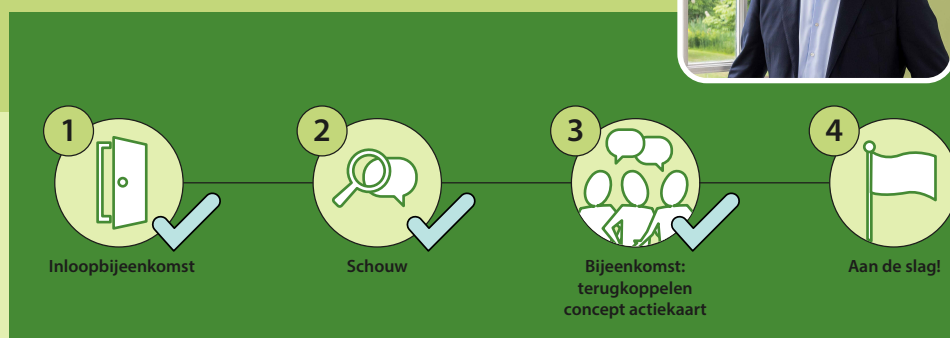 1
2
3
4
Inloopbijeenkomst
Schouw
Bijeenkomst:
terugkoppelen
concept actiekaart
Aan de slag!